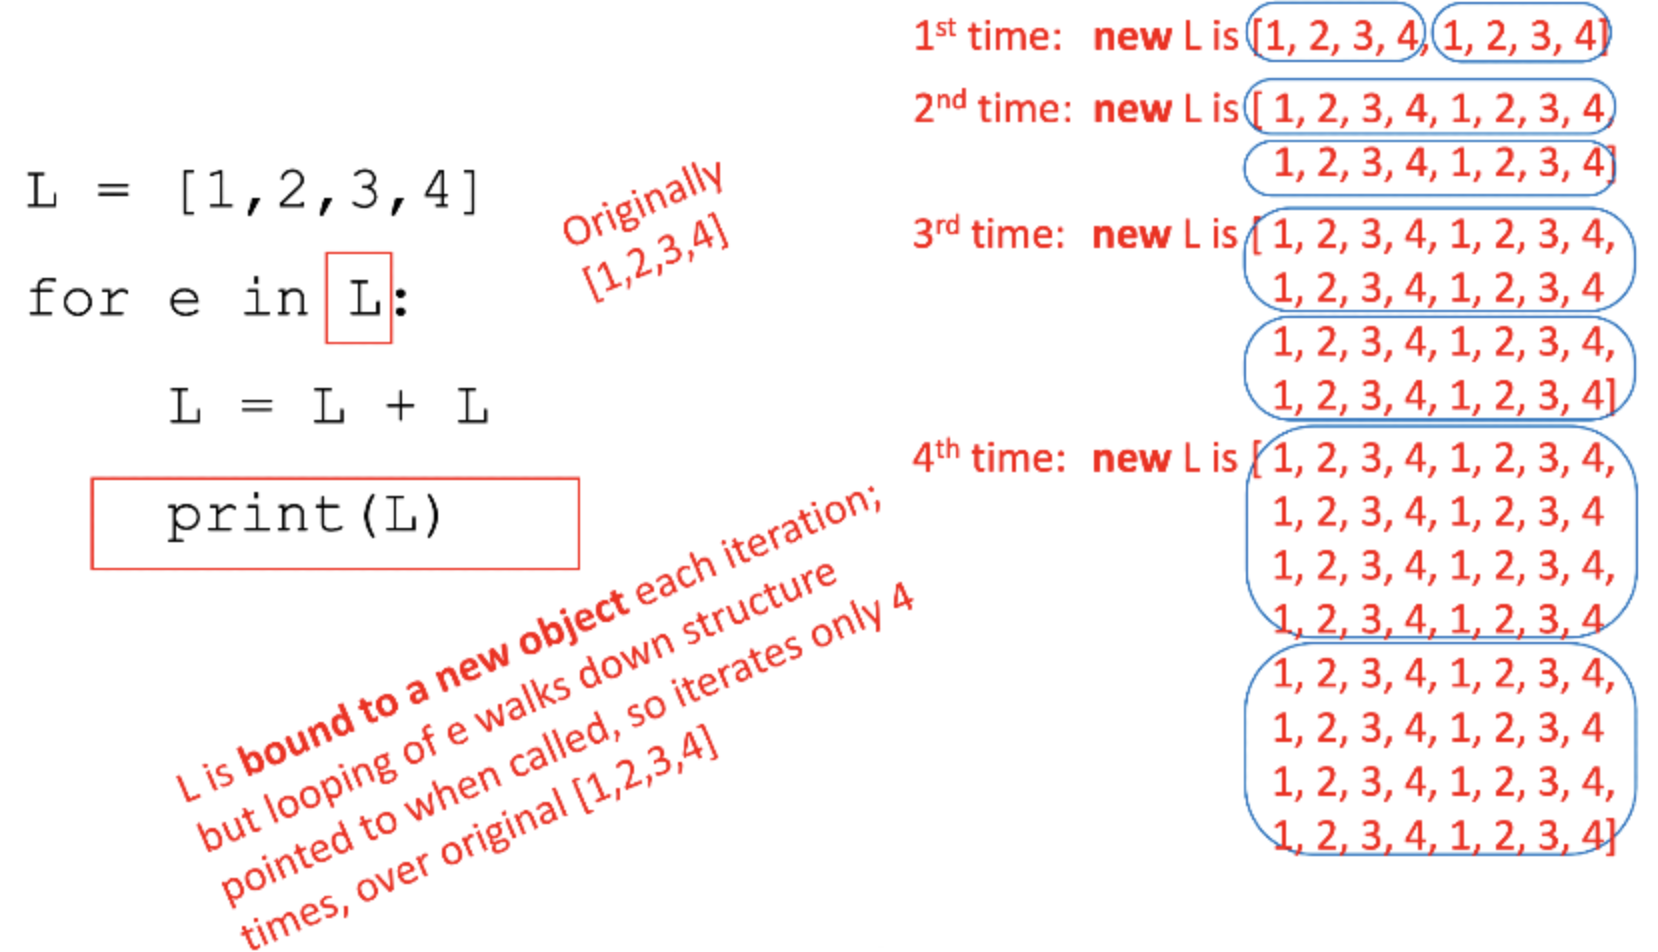 L = [1,2,3,4]
for e in L:
L = L + L
print(L)
Originally
[1,2,3,4]
L is bound to a new object each iteration;
but looping of e walks down structure
pointed to when called, so iterates only 4
times, over original [1,2,3,4]
1st time: new L is [1, 2, 3, 4, 1, 2, 3, 4]
2nd time: new L is [ 1, 2, 3, 4, 1, 2, 3, 4,
1, 2, 3, 4, 1, 2, 3, 4]
3rd time: new L is [ 1, 2, 3, 4, 1, 2, 3, 4,
1, 2, 3, 4, 1, 2, 3, 4
1, 2, 3, 4, 1, 2, 3, 4,
1, 2, 3, 4, 1, 2, 3, 4]
4th time: new L is [ 1, 2, 3, 4, 1, 2, 3, 4,
1, 2, 3, 4, 1, 2, 3, 4
1, 2, 3, 4, 1, 2, 3, 4,
1, 2, 3, 4, 1, 2, 3, 4
1, 2, 3, 4, 1, 2, 3, 4,
1, 2, 3, 4, 1, 2, 3, 4
1, 2, 3, 4, 1, 2, 3, 4,
1, 2, 3, 4, 1, 2, 3, 4]